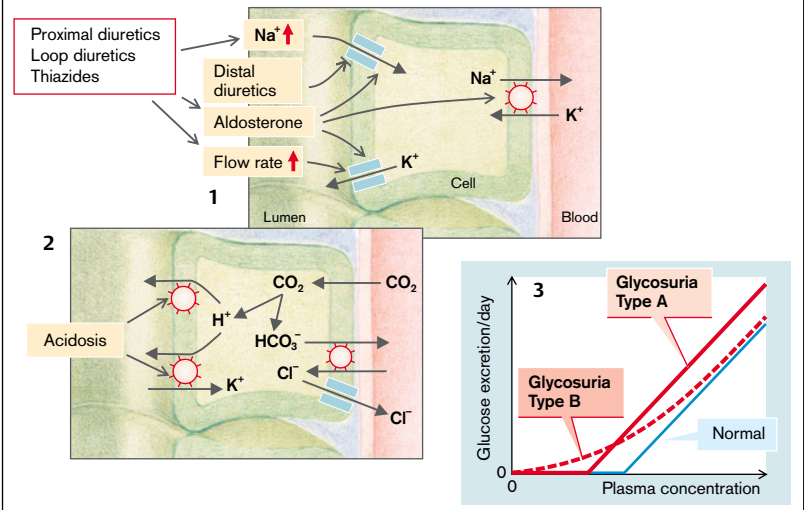 Proximal diuretics
Loop diuretics
Thiazides
Na⁺
Distal
diuretics
Aldosterone
Flow rate
Na⁺
K⁺
K⁺
Cell
1
Lumen
Blood
2
Acidosis
CO₂
CO₂
H⁺
HCO₃⁻
K⁺
Cl⁻
Cl⁻
3
Glycosuria
Type A
Glycosuria
Type B
Normal
Glucose excretion/day
0
0
Plasma concentration